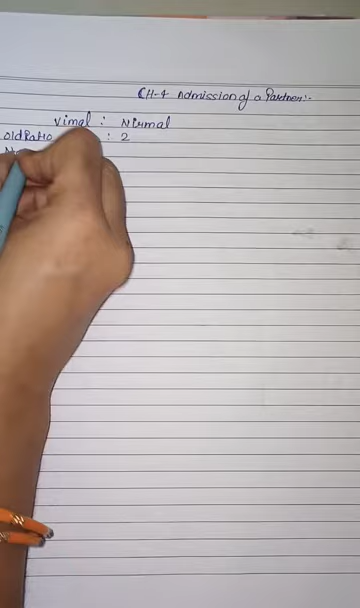 CH-4 Admission of a Partner:-
Vimal : Nirmal
Old Ratio : 2